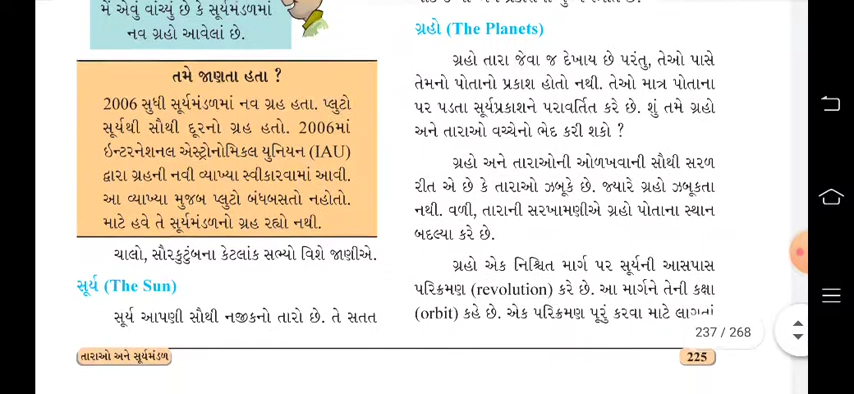 મેં એવું વાંચ્યું છે કે સૂર્યમંડળમાં
નવ ગ્રહો આવેલાં છે.
તમે જાણતા હતા ?
2006 સુધી સૂર્યમંડળમાં નવ ગ્રહ હતા. પ્લુટો
સૂર્યથી સૌથી દૂરનો ગ્રહ હતો. 2006માં
ઇન્ટરનેશનલ એસ્ટ્રોનોમિકલ યુનિયન (IAU)
દ્વારા ગ્રહની નવી વ્યાખ્યા સ્વીકારવામાં આવી.
આ વ્યાખ્યા મુજબ પ્લુટો બંધબસતો નહોતો.
માટે હવે તે સૂર્યમંડળનો ગ્રહ રહ્યો નથી.
ચાલો, સૌરકુટુંબના કેટલાંક સભ્યો વિશે જાણીએ.
સૂર્ય (The Sun)
સૂર્ય આપણી સૌથી નજીકનો તારો છે. તે સતત
ગ્રહો (The Planets)
ગ્રહો તારા જેવા જ દેખાય છે પરંતુ, તેઓ પાસે
તેમનો પોતાનો પ્રકાશ હોતો નથી. તેઓ માત્ર પોતાના
પર પડતા સૂર્યપ્રકાશને પરાવર્તિત કરે છે. શું તમે ગ્રહો
અને તારાઓ વચ્ચેનો ભેદ કરી શકો ?
ગ્રહો અને તારાઓની ઓળખવાની સૌથી સરળ
રીત એ છે કે તારાઓ ઝબૂકે છે. જ્યારે ગ્રહો ઝબૂકતા
નથી. વળી, તારાની સરખામણીએ ગ્રહો પોતાના સ્થાન
બદલ્યા કરે છે.
ગ્રહો એક નિશ્ચિત માર્ગ પર સૂર્યની આસપાસ
પરિક્રમણ (revolution) કરે છે. આ માર્ગને તેની કક્ષા
(orbit) કહે છે. એક પરિક્રમણ પૂરું કરવા માટે લાગતાં
237 / 268
તારાઓ અને સૂર્યમંડળ
225